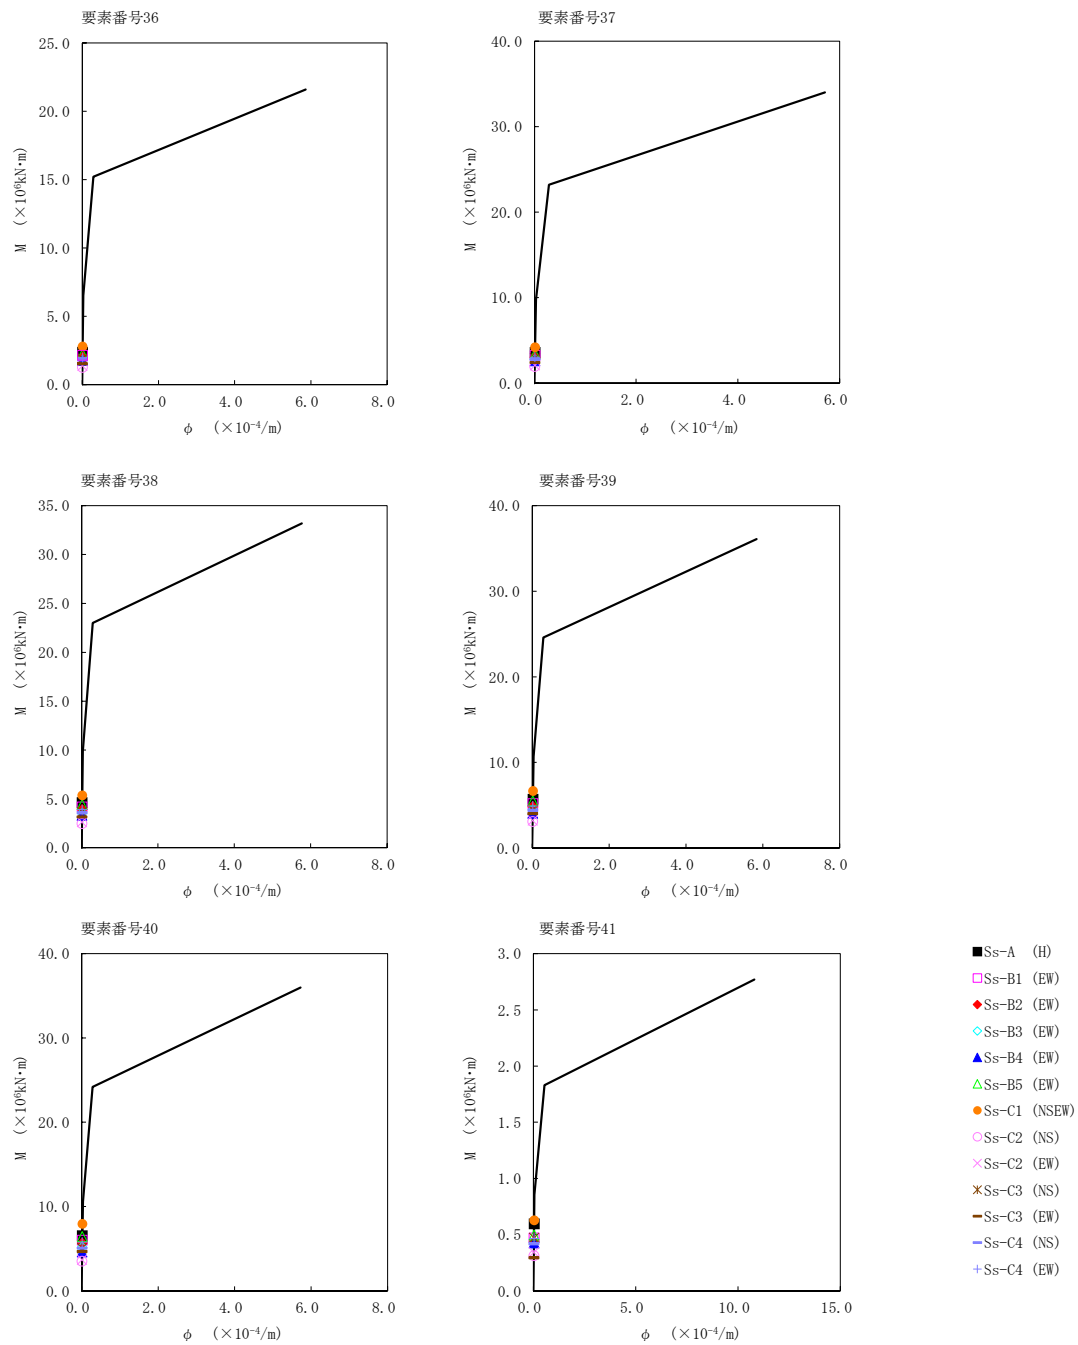 要素番号36
25.0
20.0
15.0
10.0
5.0
0.0
0.0 2.0 4.0 6.0 8.0
M (×10⁶kN・m)
φ (×10⁻⁴/m)
要素番号37
40.0
30.0
20.0
10.0
0.0
0.0 2.0 4.0 6.0
M (×10⁶kN・m)
φ (×10⁻⁴/m)
要素番号38
35.0
30.0
25.0
20.0
15.0
10.0
5.0
0.0
0.0 2.0 4.0 6.0 8.0
M (×10⁶kN・m)
φ (×10⁻⁴/m)
要素番号39
40.0
30.0
20.0
10.0
0.0
0.0 2.0 4.0 6.0 8.0
M (×10⁶kN・m)
φ (×10⁻⁴/m)
要素番号40
40.0
30.0
20.0
10.0
0.0
0.0 2.0 4.0 6.0 8.0
M (×10⁶kN・m)
φ (×10⁻⁴/m)
要素番号41
3.0
2.5
2.0
1.5
1.0
0.5
0.0
0.0 5.0 10.0 15.0
M (×10⁶kN・m)
φ (×10⁻⁴/m)
Ss-A (H)
Ss-B1 (EW)
Ss-B2 (EW)
Ss-B3 (EW)
Ss-B4 (EW)
Ss-B5 (EW)
Ss-C1 (NSEW)
Ss-C2 (NS)
Ss-C2 (EW)
Ss-C3 (NS)
Ss-C3 (EW)
Ss-C4 (NS)
Ss-C4 (EW)